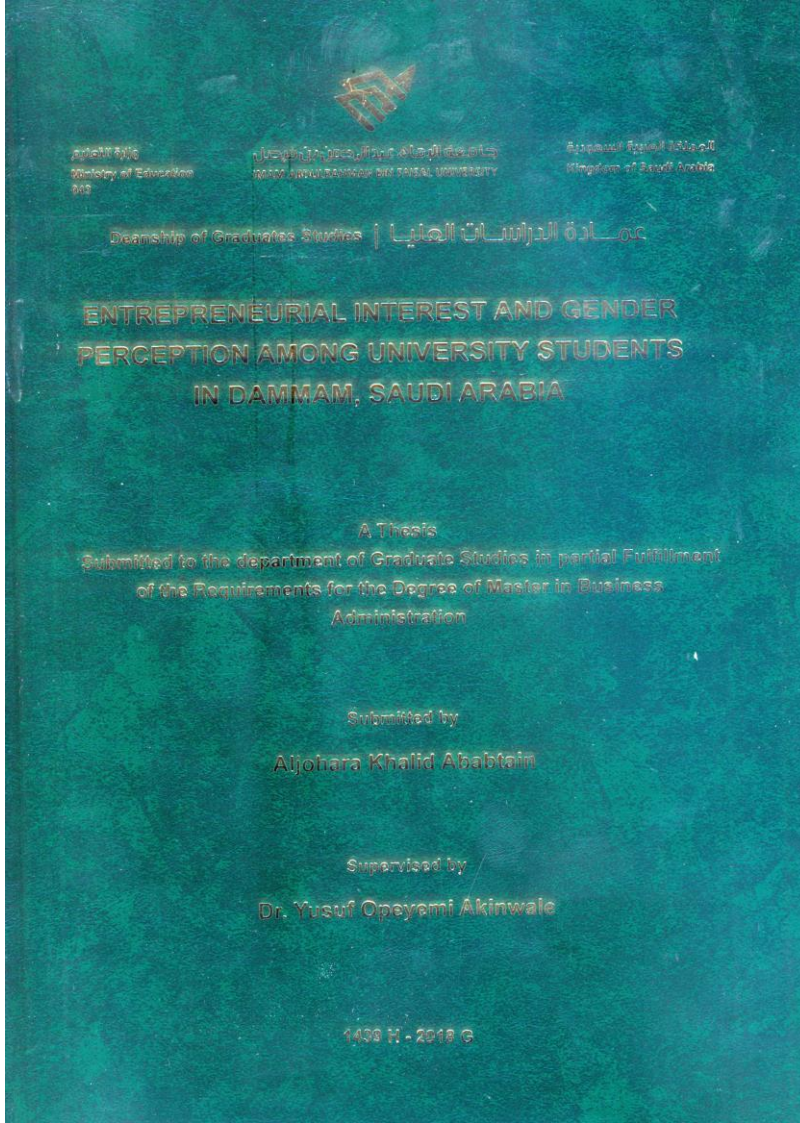 وزارة التعليم
Ministry of Education
جامعة الإمام عبد الرحمن بن فيصل
IMAM ABDULRAHMAN BIN FAISAL UNIVERSITY
المملكة العربية السعودية
Kingdom of Saudi Arabia
Deanship of Graduates Studies | عمـــادة الدراســـات العليـــا
ENTREPRENEURIAL INTEREST AND GENDER
PERCEPTION AMONG UNIVERSITY STUDENTS
IN DAMMAM, SAUDI ARABIA
A Thesis
Submitted to the department of Graduate Studies in partial Fulfillment
of the Requirements for the Degree of Master in Business
Administration
Submitted by
Aljohara Khalid Ababtain
Supervised by
Dr. Yusuf Opeyemi Akinwale
1439 H - 2018 G